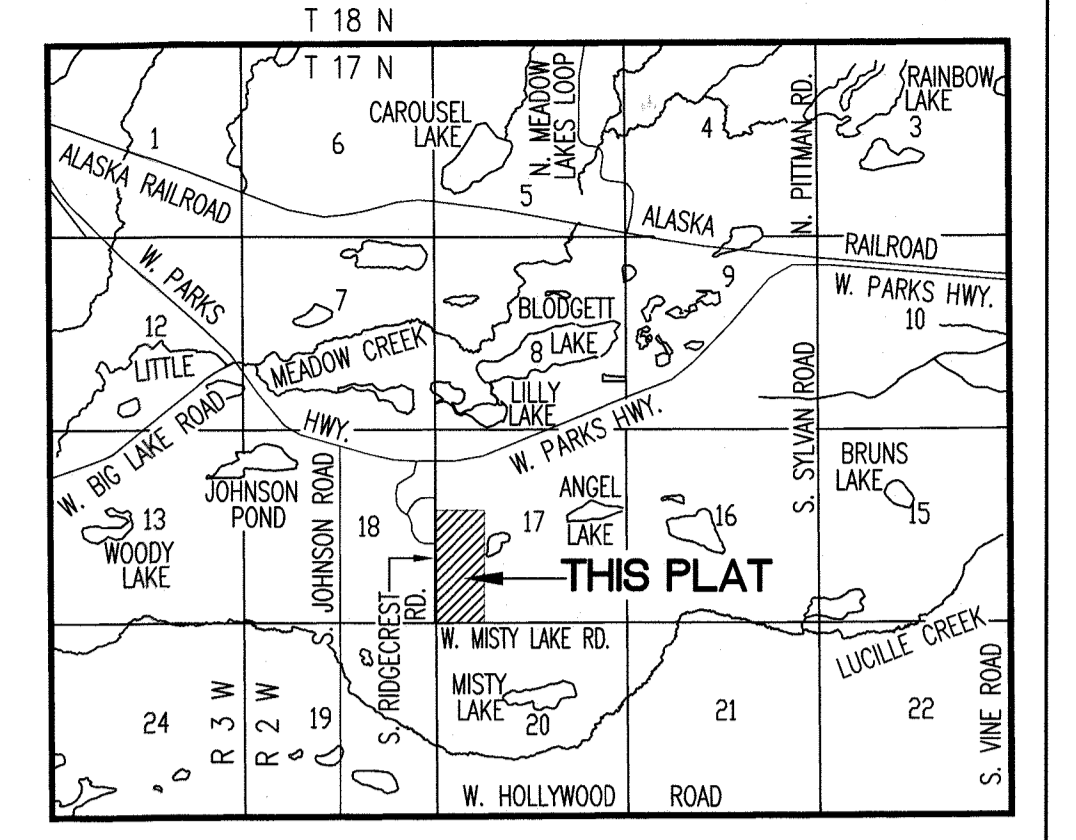 T 18 N
T 17 N
CAROUSEL
LAKE
N. MEADOW
LAKES LOOP
N. PITTMAN RD.
RAINBOW
LAKE
1
6
5
4
3
ALASKA RAILROAD
ALASKA
RAILROAD
W. PARKS
W. PARKS HWY.
12
7
8
9
10
LITTLE
MEADOW CREEK
BLODGETT
LAKE
LILLY
LAKE
HWY.
W. PARKS HWY.
W. BIG LAKE ROAD
S. SYLVAN ROAD
JOHNSON
POND
S. JOHNSON ROAD
ANGEL
LAKE
BRUNS
LAKE
13
18
17
16
15
WOODY
LAKE
THIS PLAT
S. RIDGECREST
RD.
W. MISTY LAKE RD.
LUCILLE CREEK
MISTY
LAKE
24
R 3 W
R 2 W
19
20
21
22
S. VINE ROAD
W. HOLLYWOOD ROAD